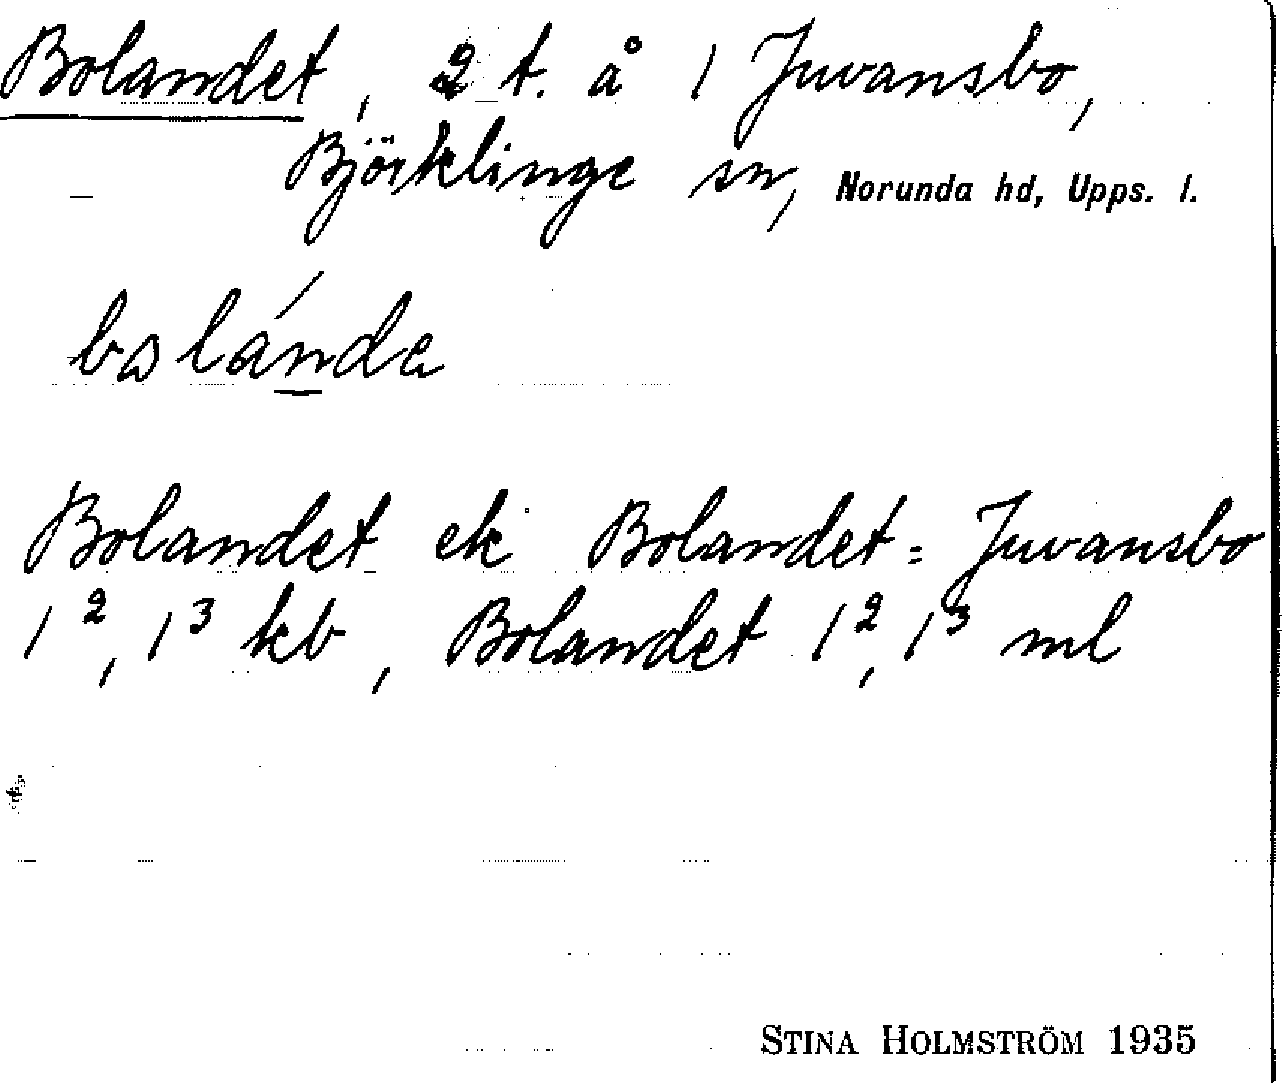 Bolandet, 2 t. å 1 Juvansbo,
Björklinge sn, Norunda hd, Upps. l.
Bolandet ek Bolandet = Juvansbo
1², 1³ kb, Bolandet 1², 1³ ml
STINA HOLMSTRÖM 1935